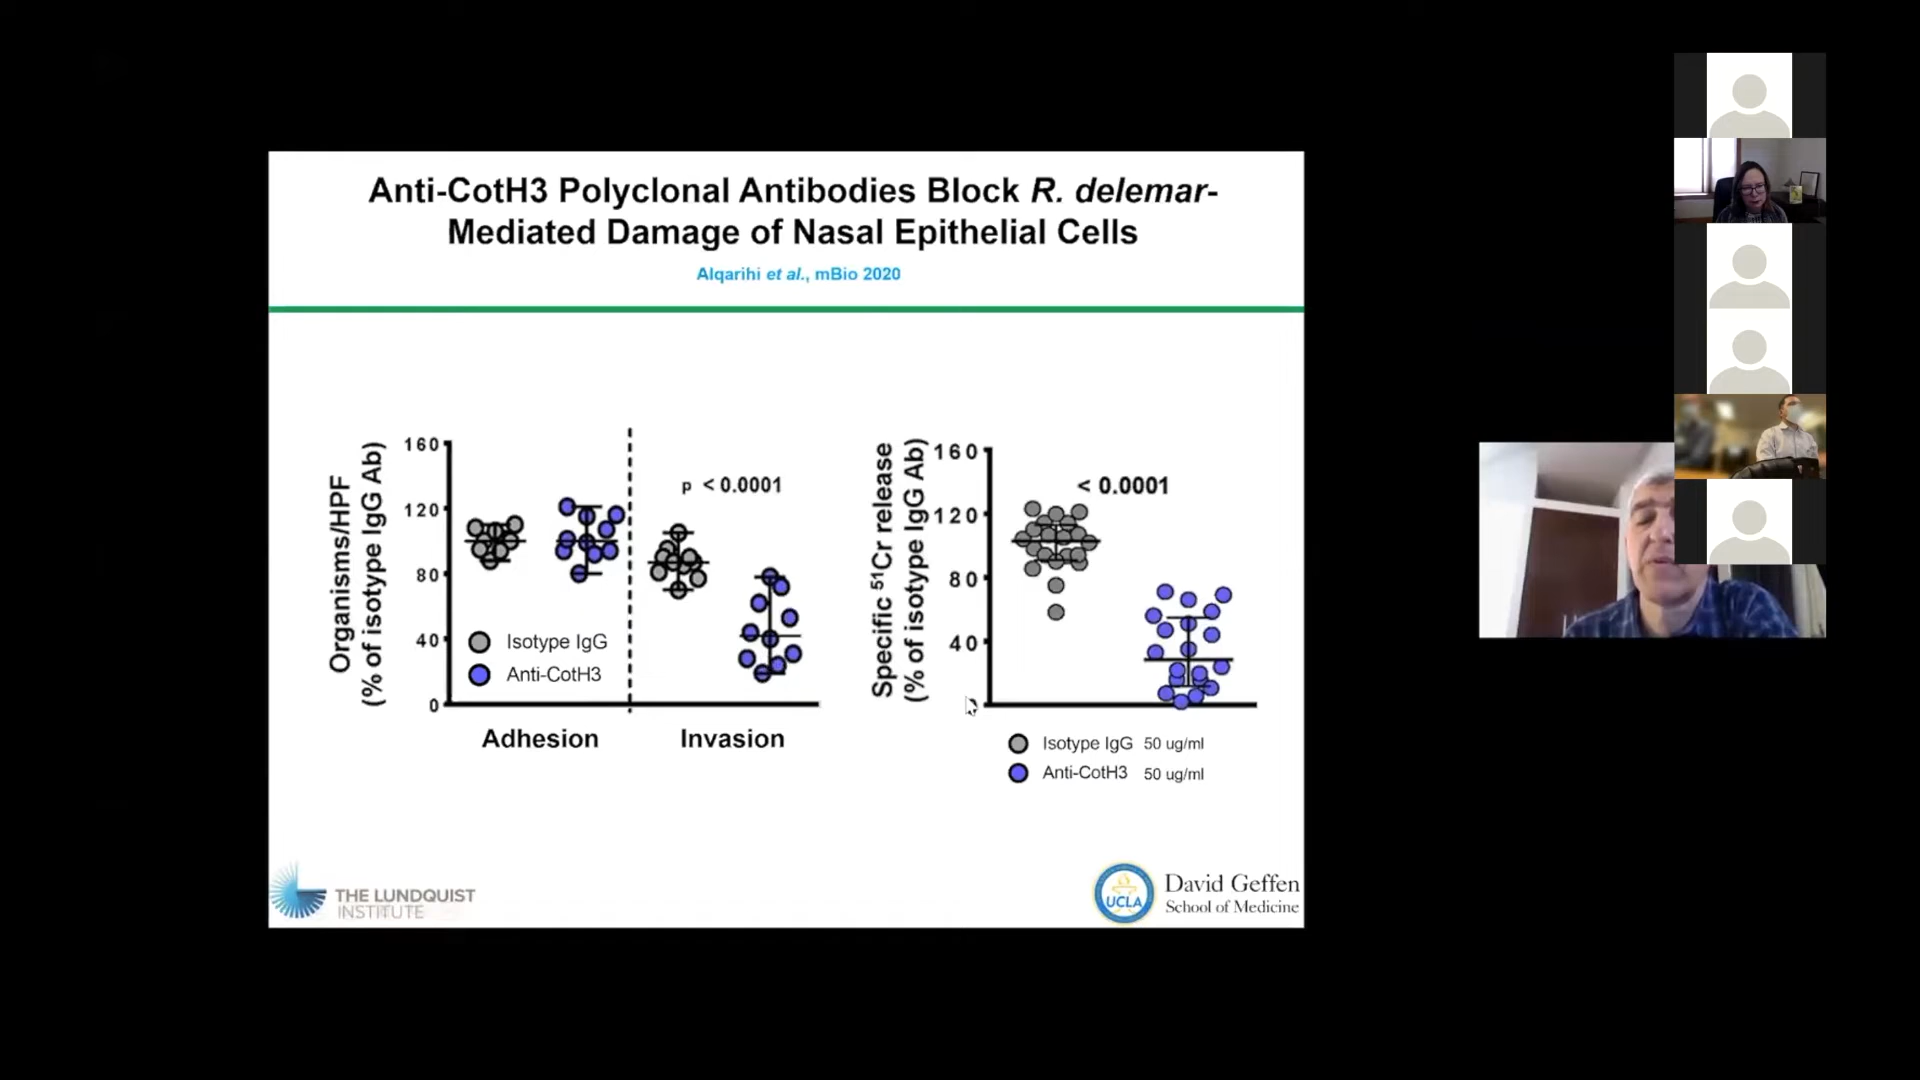 Anti-CotH3 Polyclonal Antibodies Block R. delemar-
Mediated Damage of Nasal Epithelial Cells
Alqarihi et al., mBio 2020
Organisms/HPF
(% of isotype IgG Ab)
160
120
80
40
0
p < 0.0001
Isotype IgG
Anti-CotH3
Adhesion
Invasion
Specific ⁵¹Cr release
(% of isotype IgG Ab)
160
120
80
40
< 0.0001
Isotype IgG 50 ug/ml
Anti-CotH3 50 ug/ml
THE LUNDQUIST
INSTITUTE
UCLA
David Geffen
School of Medicine